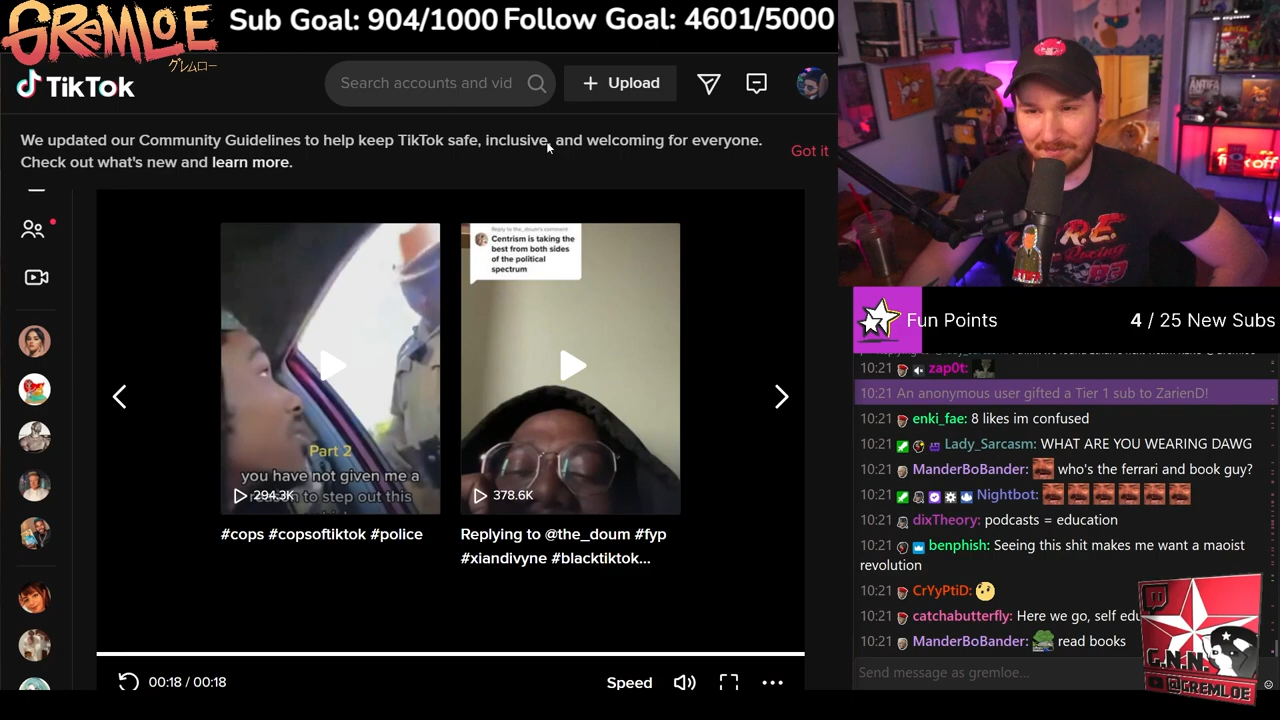 GREMLOE
グレムロー
Sub Goal: 904/1000 Follow Goal: 4601/5000
TikTok
Search accounts and vid
+ Upload
We updated our Community Guidelines to help keep TikTok safe, inclusive, and welcoming for everyone.
Check out what's new and learn more.
Got it
Part 2
you have not given me a
to step out this
294.3K
#cops #copsoftiktok #police
Reply to the_doum's comment
Centrism is taking the
best from both sides
of the political
spectrum
378.6K
Replying to @the_doum #fyp
#xiandivyne #blacktiktok...
00:18 / 00:18
Speed
ANTIFA
off
Fun Points
4 / 25 New Subs
10:21 zap0t:
10:21 An anonymous user gifted a Tier 1 sub to ZarienD!
10:21 enki_fae: 8 likes im confused
10:21 Lady_Sarcasm: WHAT ARE YOU WEARING DAWG
10:21 ManderBoBander: who's the ferrari and book guy?
10:21 Nightbot:
10:21 dixTheory: podcasts = education
10:21 benphish: Seeing this shit makes me want a maoist
revolution
10:21 CrYyPtiD:
10:21 catchabutterfly: Here we go, self edu
10:21 ManderBoBander: read books
Send message as gremloe...
G.N.N.
@GREMLOE